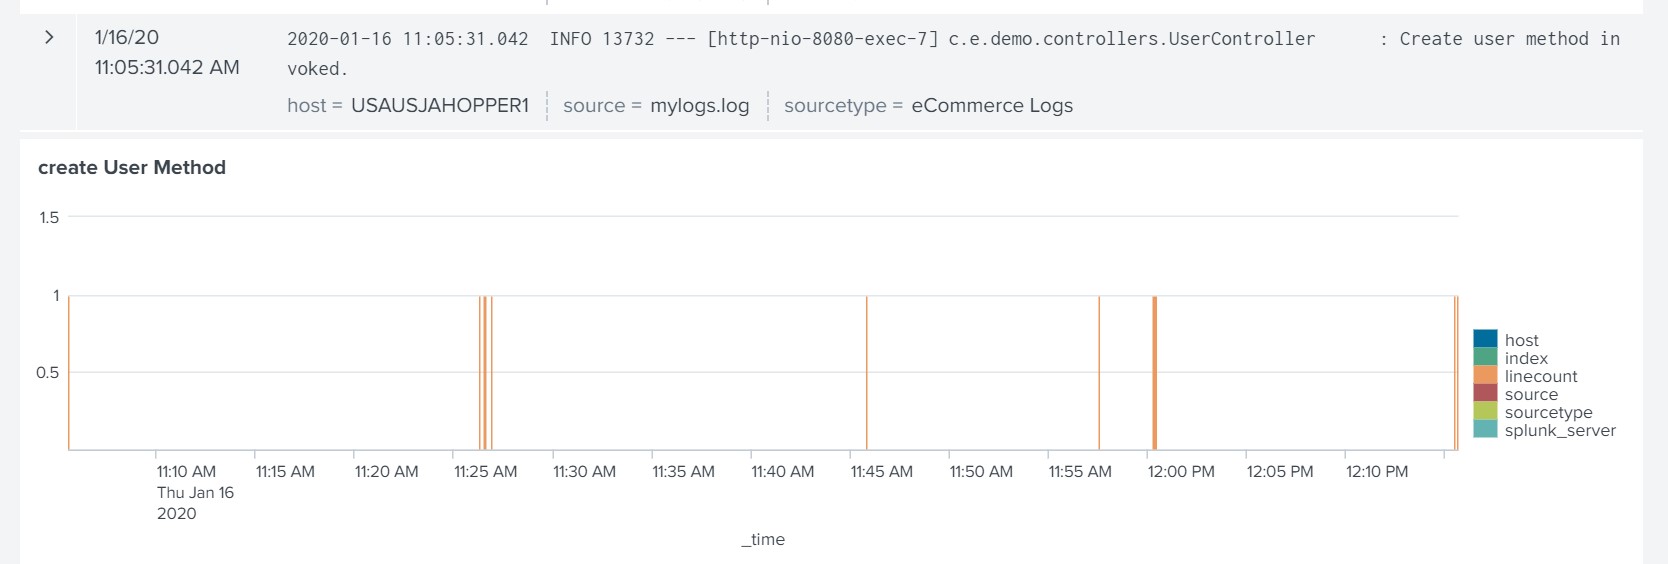 1/16/20
11:05:31.042 AM
2020-01-16 11:05:31.042  INFO 13732 --- [http-nio-8080-exec-7] c.e.demo.controllers.UserController      : Create user method in
voked.
host = USAUSJAHOPPER1 source = mylogs.log sourcetype = eCommerce Logs
create User Method
1.5
1
0.5
host
index
linecount
source
sourcetype
splunk_server
11:10 AM 11:15 AM 11:20 AM 11:25 AM 11:30 AM 11:35 AM 11:40 AM 11:45 AM 11:50 AM 11:55 AM 12:00 PM 12:05 PM 12:10 PM
Thu Jan 16
2020
_time